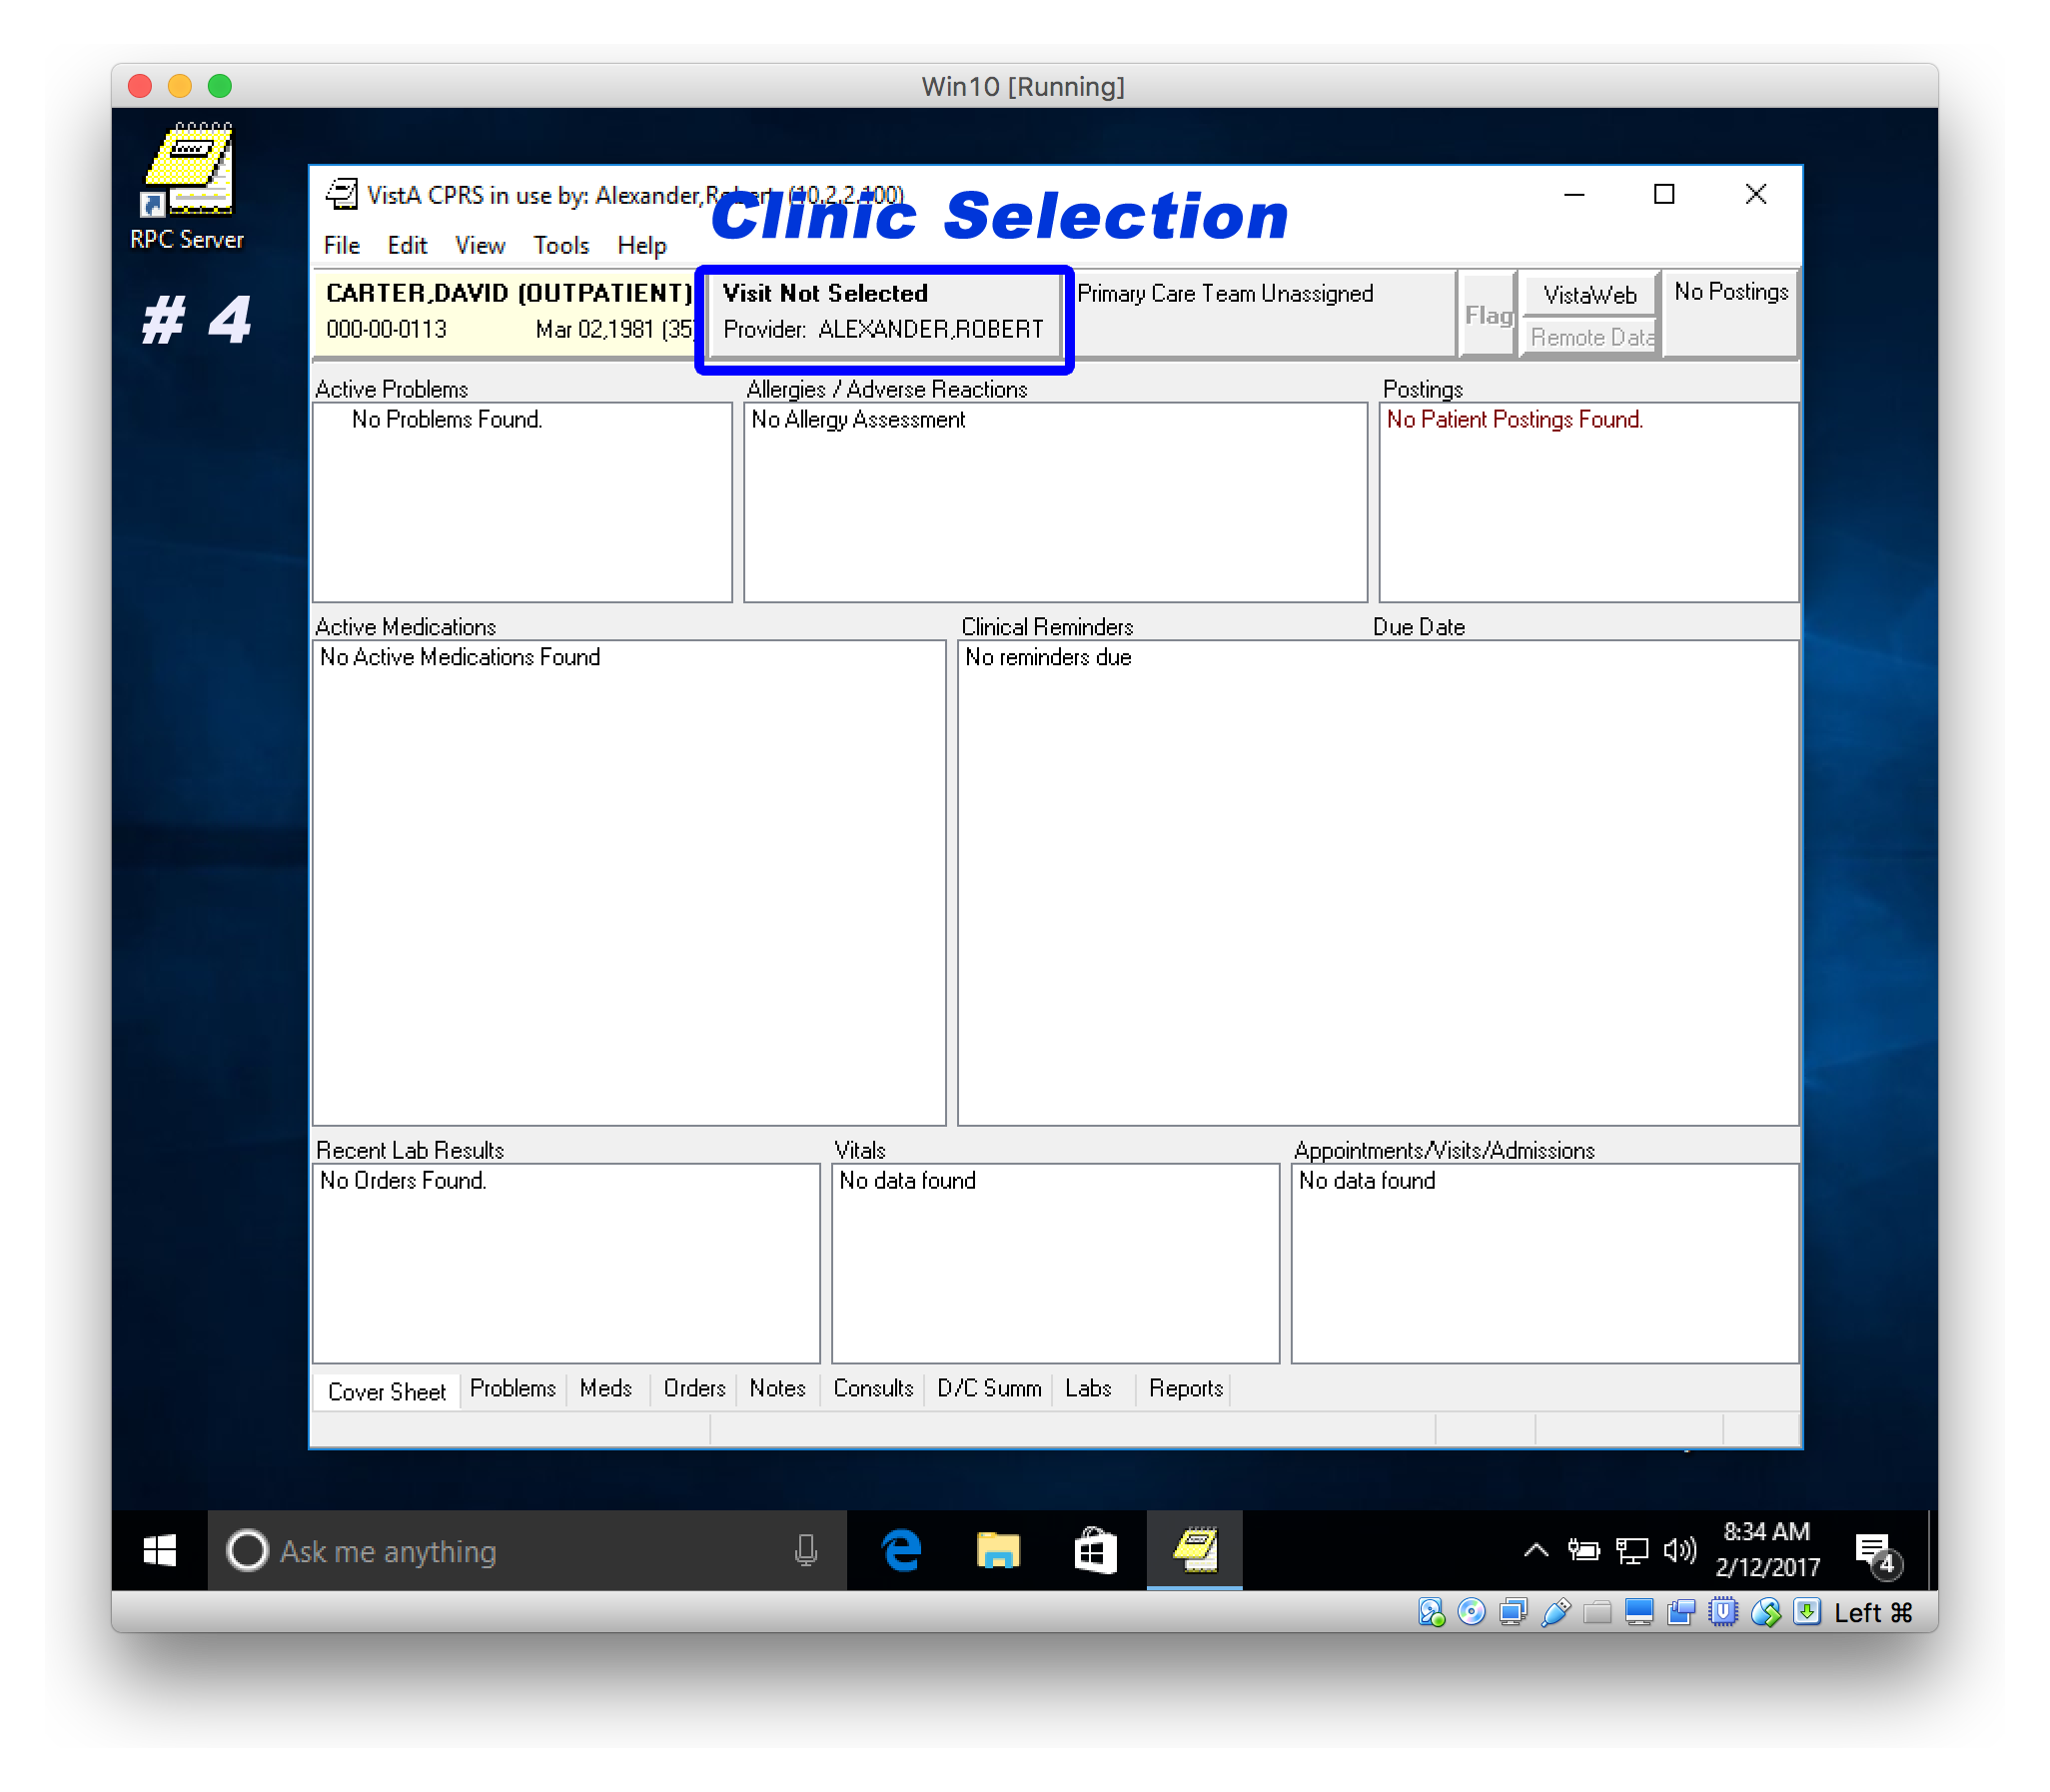 Win10 [Running]
RPC Server
# 4
VistA CPRS in use by: Alexander,Robert (10.2.2.100)
Clinic Selection
File Edit View Tools Help
CARTER,DAVID (OUTPATIENT)
000-00-0113 Mar 02,1981 (35)
Visit Not Selected
Provider: ALEXANDER,ROBERT
Primary Care Team Unassigned
Flag
VistaWeb
Remote Data
No Postings
Active Problems
No Problems Found.
Allergies / Adverse Reactions
No Allergy Assessment
Postings
No Patient Postings Found.
Active Medications
No Active Medications Found
Clinical Reminders Due Date
No reminders due
Recent Lab Results
No Orders Found.
Vitals
No data found
Appointments/Visits/Admissions
No data found
Cover Sheet Problems Meds Orders Notes Consults D/C Summ Labs Reports
Ask me anything
8:34 AM
2/12/2017
4
Left ⌘